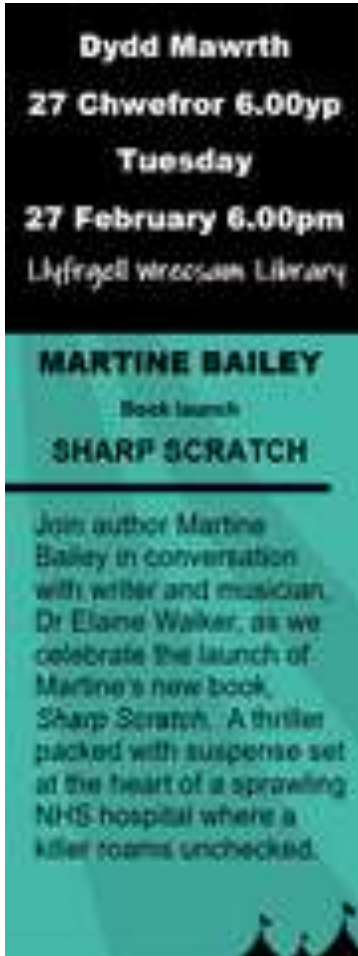 Dydd Mawrth
27 Chwefror 6.00yp
Tuesday
27 February 6.00pm
Llyfrgell Wrecsam Library
MARTINE BAILEY
Book launch
SHARP SCRATCH
Join author Martine
Bailey in conversation
with writer and musician,
Dr Elaine Walker, as we
celebrate the launch of
Martine's new book,
Sharp Scratch. A thriller
packed with suspense set
at the heart of a sprawling
NHS hospital where a
killer roams unchecked.